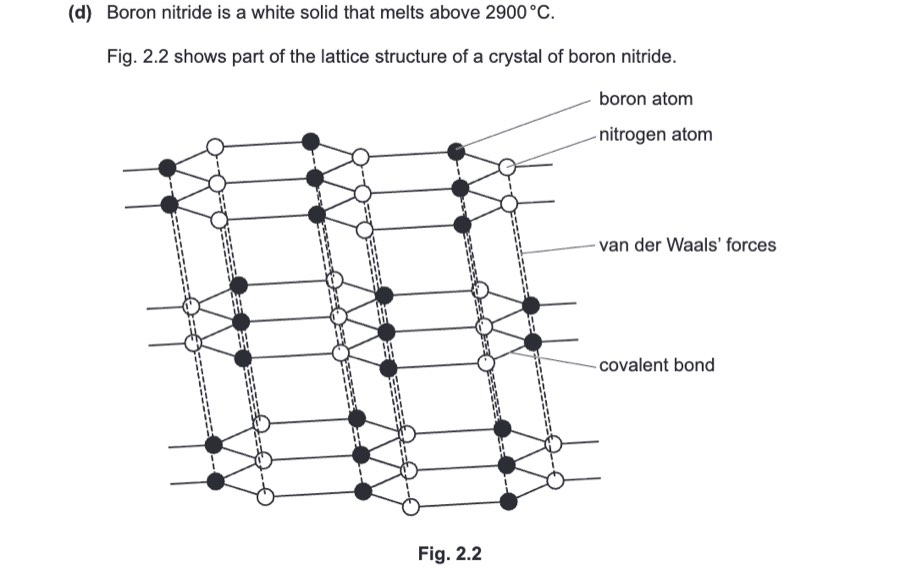 (d) Boron nitride is a white solid that melts above 2900 °C.
Fig. 2.2 shows part of the lattice structure of a crystal of boron nitride.
boron atom
nitrogen atom
van der Waals’ forces
covalent bond
Fig. 2.2